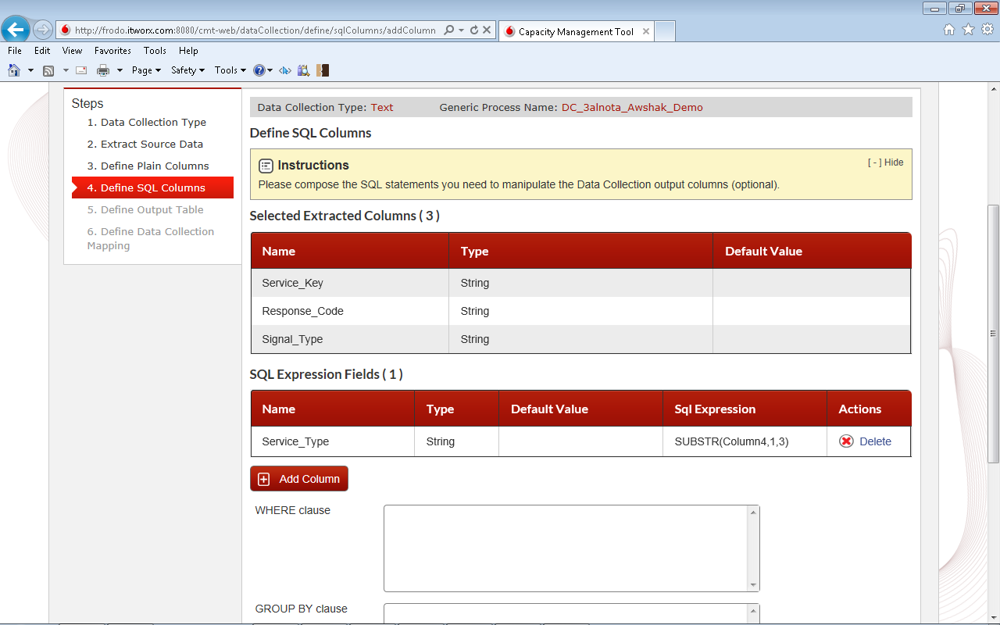 http://frodo.itworx.com:8080/cmt-web/dataCollection/define/sqlColumns/addColumn
Capacity Management Tool
File Edit View Favorites Tools Help
Page Safety Tools
Steps
1. Data Collection Type
2. Extract Source Data
3. Define Plain Columns
4. Define SQL Columns
5. Define Output Table
6. Define Data Collection
Mapping
Data Collection Type: Text Generic Process Name: DC_3alnota_Awshak_Demo
Define SQL Columns
Instructions
[ - ] Hide
Please compose the SQL statements you need to manipulate the Data Collection output columns (optional).
Selected Extracted Columns ( 3 )
Name Type Default Value
Service_Key String
Response_Code String
Signal_Type String
SQL Expression Fields ( 1 )
Name Type Default Value Sql Expression Actions
Service_Type String SUBSTR(Column4,1,3) Delete
Add Column
WHERE clause
GROUP BY clause